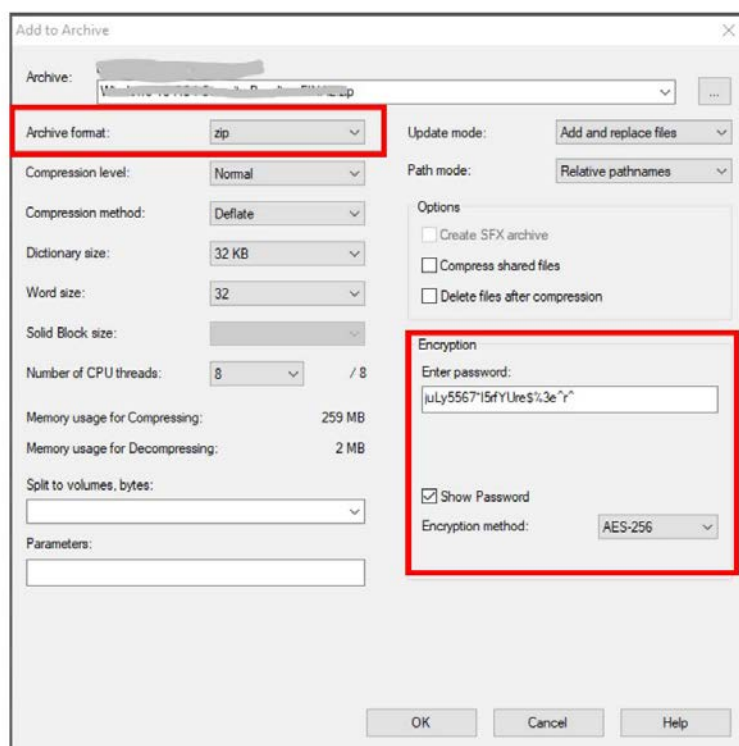 Add to Archive
Archive:
...
Archive format: zip
Update mode: Add and replace files
Compression level: Normal
Path mode: Relative pathnames
Compression method: Deflate
Options
Create SFX archive
Dictionary size: 32 KB
Compress shared files
Word size: 32
Delete files after compression
Solid Block size:
Encryption
Number of CPU threads: 8 / 8
Enter password:
Memory usage for Compressing: 259 MB
Memory usage for Decompressing: 2 MB
Split to volumes, bytes:
Show Password
Encryption method: AES-256
Parameters:
OK Cancel Help